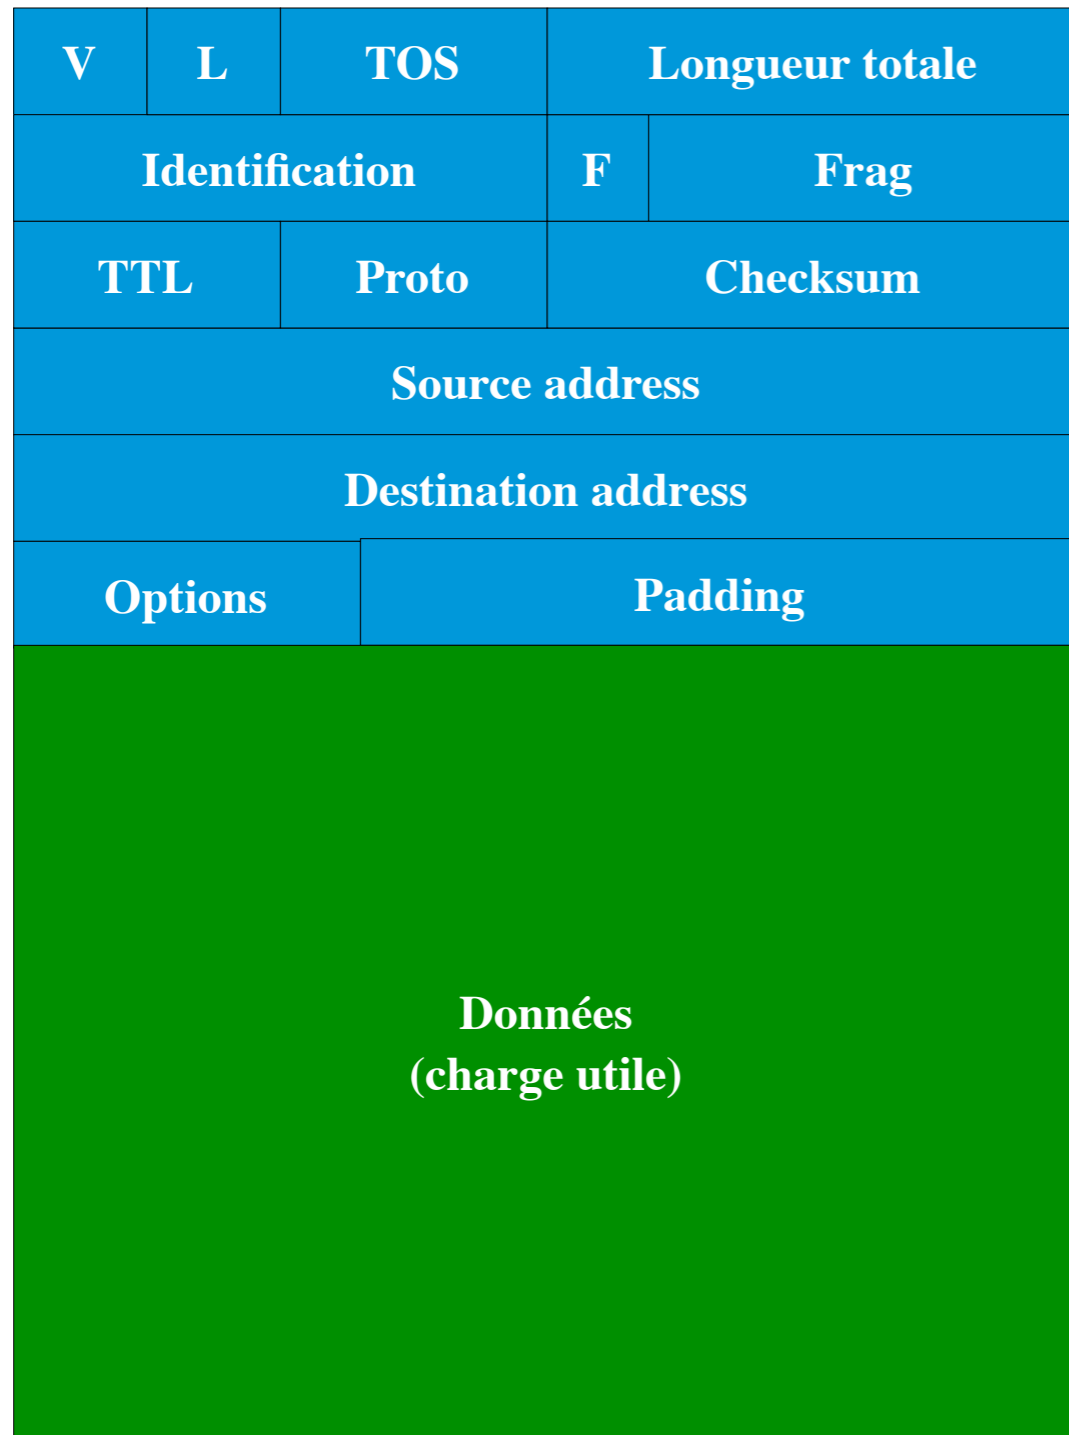 V L TOS Longueur totale
Identification F Frag
TTL Proto Checksum
Source address
Destination address
Options Padding
Données
(charge utile)